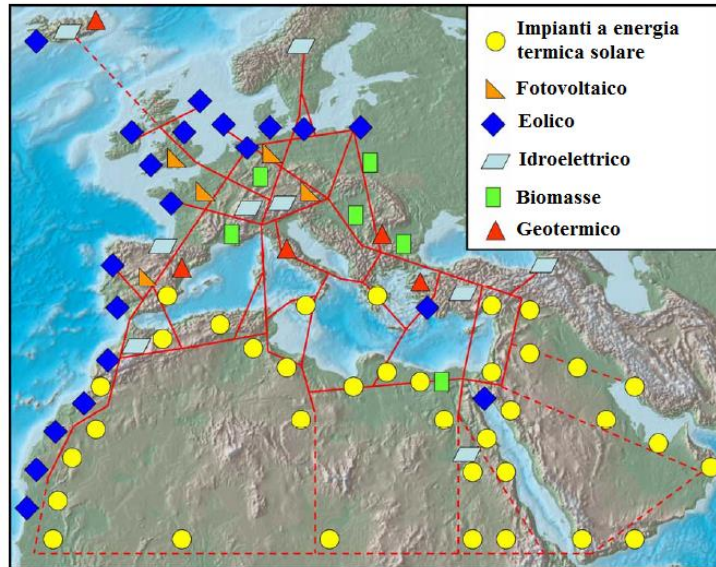 Impianti a energia
termica solare
Fotovoltaico
Eolico
Idroelettrico
Biomasse
Geotermico